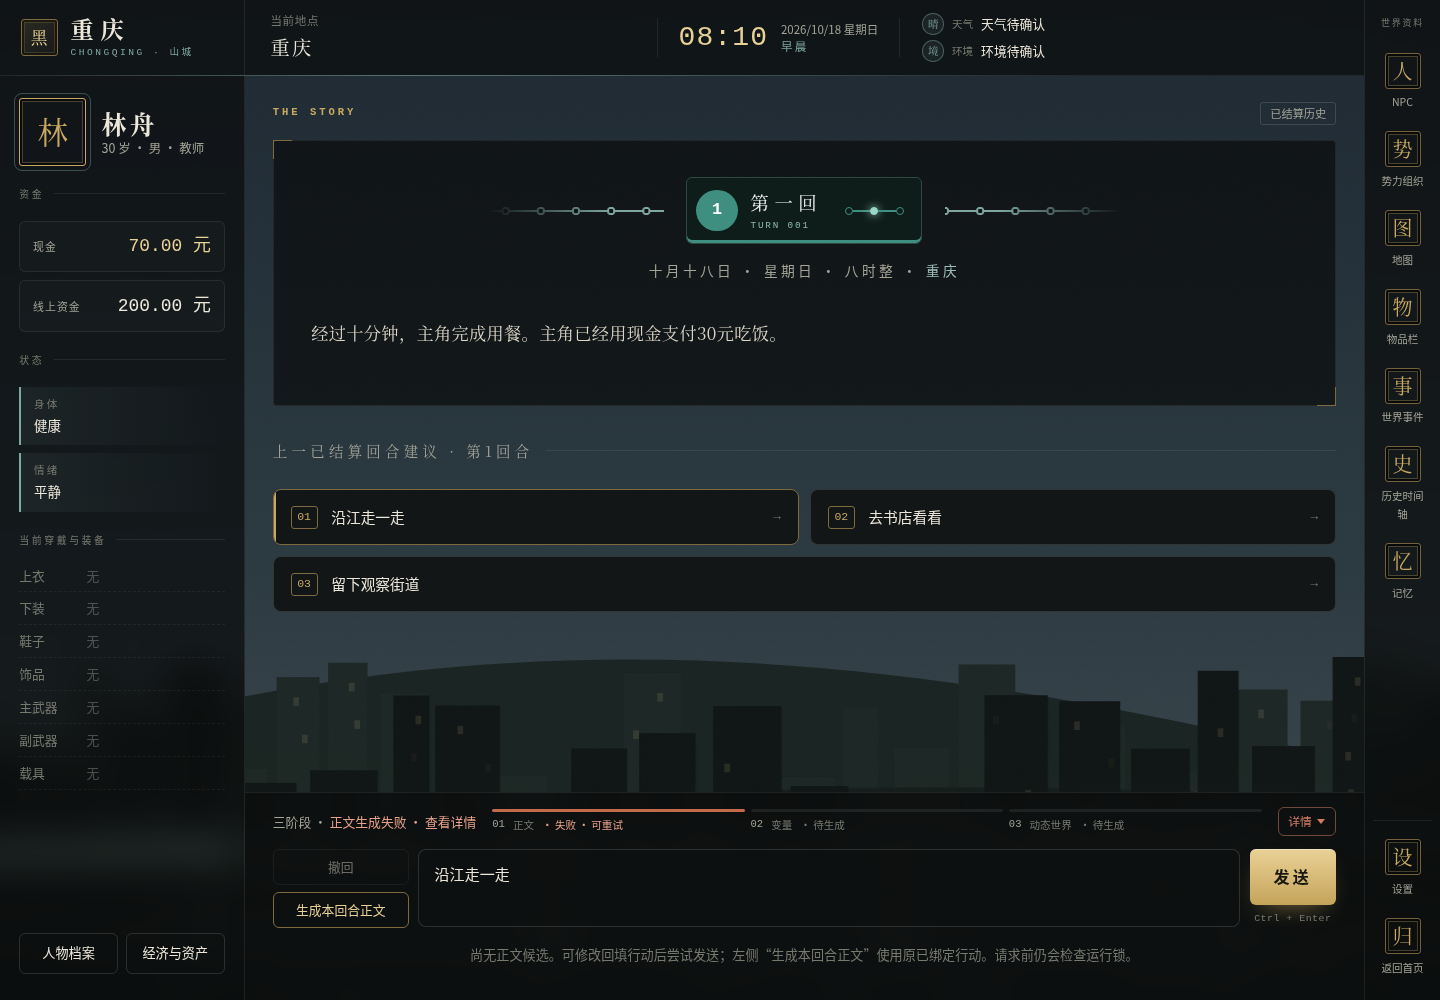 黑
重庆
CHONGQING · 山城
当前地点
重庆
08:10
2026/10/18 星期日
早晨
晴 天气 天气待确认
境 环境 环境待确认
世界资料
林
林舟
30 岁 • 男 • 教师
资金
现金 70.00 元
线上资金 200.00 元
状态
身体
健康
情绪
平静
当前穿戴与装备
上衣 无
下装 无
鞋子 无
饰品 无
主武器 无
副武器 无
载具 无
人物档案
经济与资产
THE STORY
已结算历史
1
第一回
TURN 001
十月十八日 • 星期日 • 八时整 • 重庆
经过十分钟，主角完成用餐。主角已经用现金支付30元吃饭。
上一已结算回合建议 · 第1回合
01 沿江走一走 →
02 去书店看看 →
03 留下观察街道 →
三阶段 • 正文生成失败 • 查看详情
01 正文 • 失败 • 可重试
02 变量 • 待生成
03 动态世界 • 待生成
详情
撤回
生成本回合正文
沿江走一走
发送
Ctrl + Enter
尚无正文候选。可修改回填行动后尝试发送；左侧“生成本回合正文”使用原已绑定行动。请求前仍会检查运行锁。
人
NPC
势
势力组织
图
地图
物
物品栏
事
世界事件
史
历史时间
轴
忆
记忆
设
设置
归
返回首页